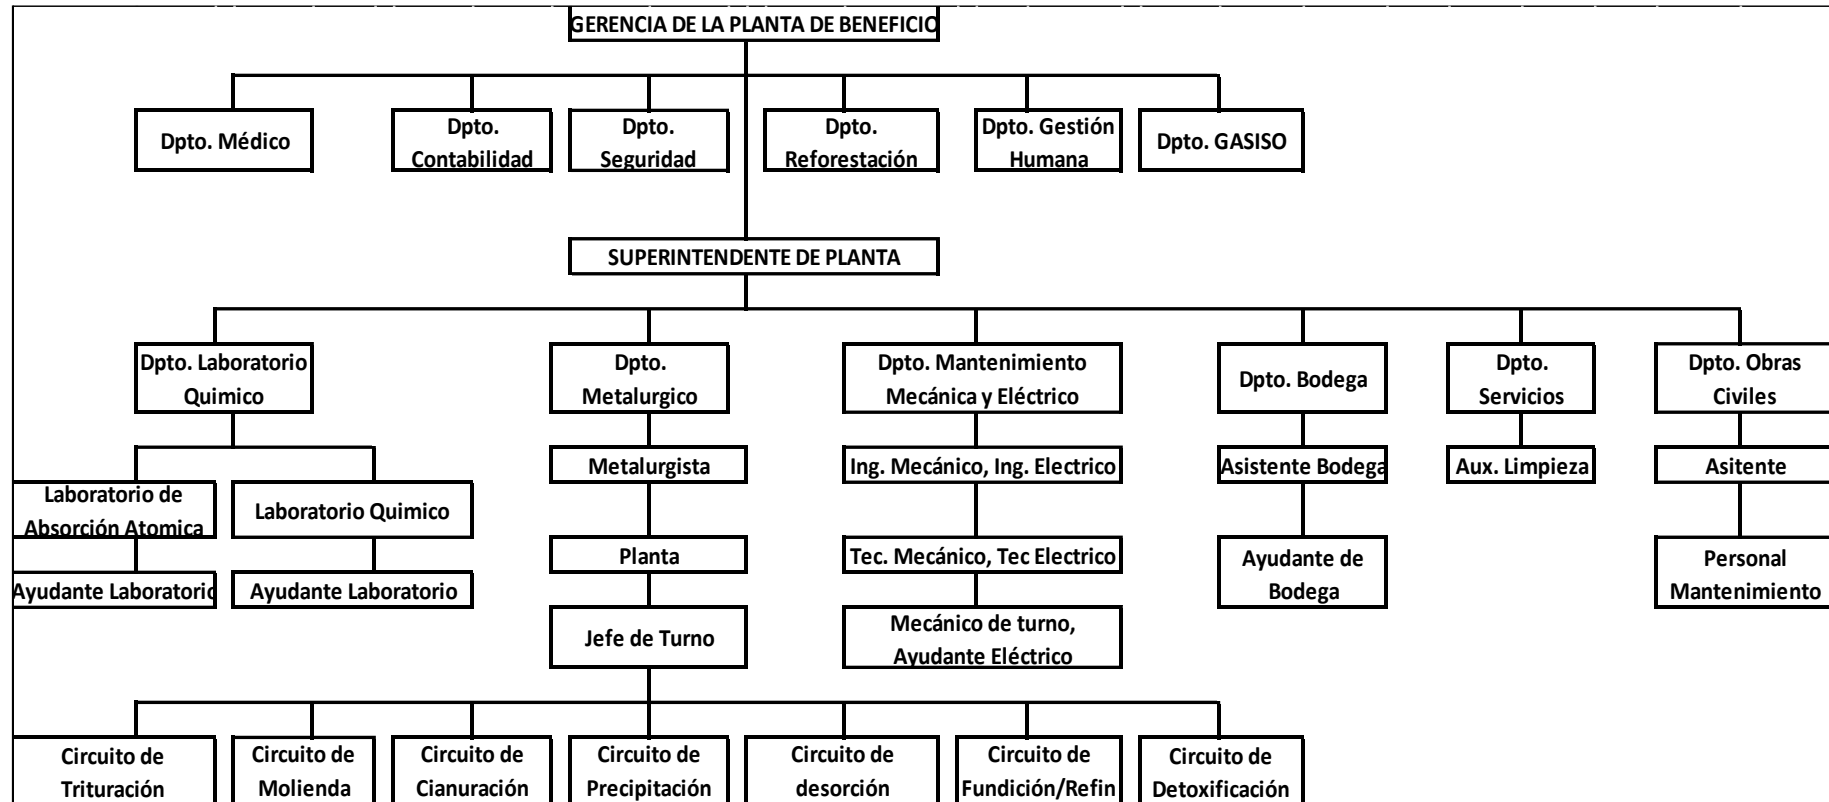 GERENCIA DE LA PLANTA DE BENEFICIO
Dpto. Médico
Dpto.
Contabilidad
Dpto.
Seguridad
Dpto.
Reforestación
Dpto. Gestión
Humana
Dpto. GASISO
SUPERINTENDENTE DE PLANTA
Dpto. Laboratorio
Quimico
Dpto.
Metalurgico
Dpto. Mantenimiento
Mecánica y Eléctrico
Dpto. Bodega
Dpto.
Servicios
Dpto. Obras
Civiles
Metalurgista
Ing. Mecánico, Ing. Electrico
Asistente Bodega
Aux. Limpieza
Asitente
Laboratorio de
Absorción Atomica
Laboratorio Quimico
Planta
Tec. Mecánico, Tec Electrico
Ayudante de
Bodega
Personal
Mantenimiento
Ayudante Laboratorio
Ayudante Laboratorio
Jefe de Turno
Mecánico de turno,
Ayudante Eléctrico
Circuito de
Trituración
Circuito de
Molienda
Circuito de
Cianuración
Circuito de
Precipitación
Circuito de
desorción
Circuito de
Fundición/Refin
Circuito de
Detoxificación